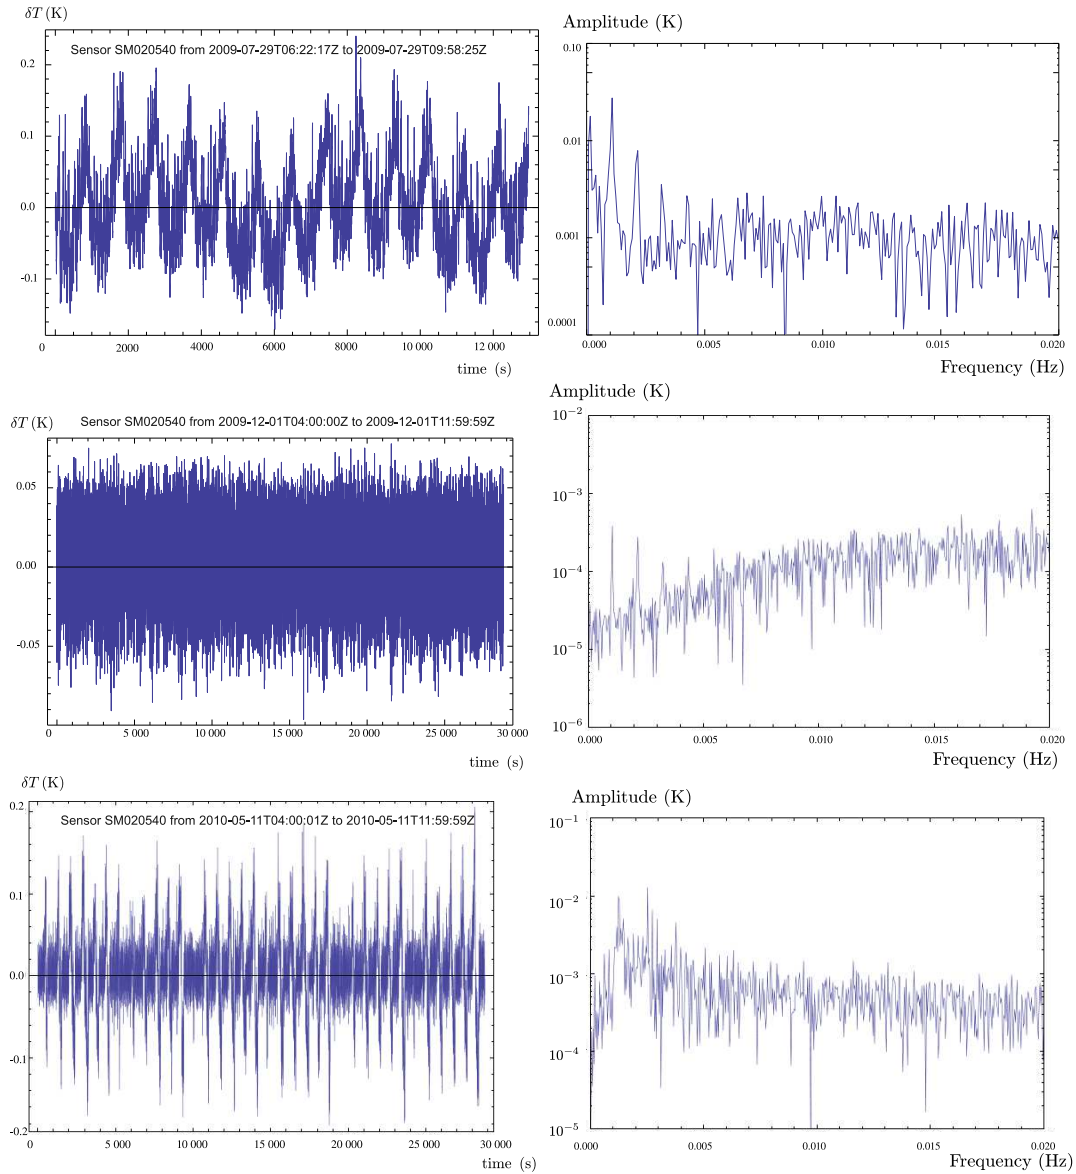 δT (K)
Sensor SM020540 from 2009-07-29T06:22:17Z to 2009-07-29T09:58:25Z
0.2
0.1
0.0
-0.1
0 2000 4000 6000 8000 10 000 12 000
time (s)
Amplitude (K)
0.10
0.01
0.001
0.0001
0.000 0.005 0.010 0.015 0.020
Frequency (Hz)
δT (K)
Sensor SM020540 from 2009-12-01T04:00:00Z to 2009-12-01T11:59:59Z
0.05
0.00
-0.05
0 5 000 10 000 15 000 20 000 25 000 30 000
time (s)
Amplitude (K)
10−2
10−3
10−4
10−5
10−6
0.000 0.005 0.010 0.015 0.020
Frequency (Hz)
δT (K)
Sensor SM020540 from 2010-05-11T04:00:01Z to 2010-05-11T11:59:59Z
0.2
0.1
0.0
-0.1
-0.2
0 5 000 10 000 15 000 20 000 25 000 30 000
time (s)
Amplitude (K)
10−1
10−2
10−3
10−4
10−5
0.000 0.005 0.010 0.015 0.020
Frequency (Hz)